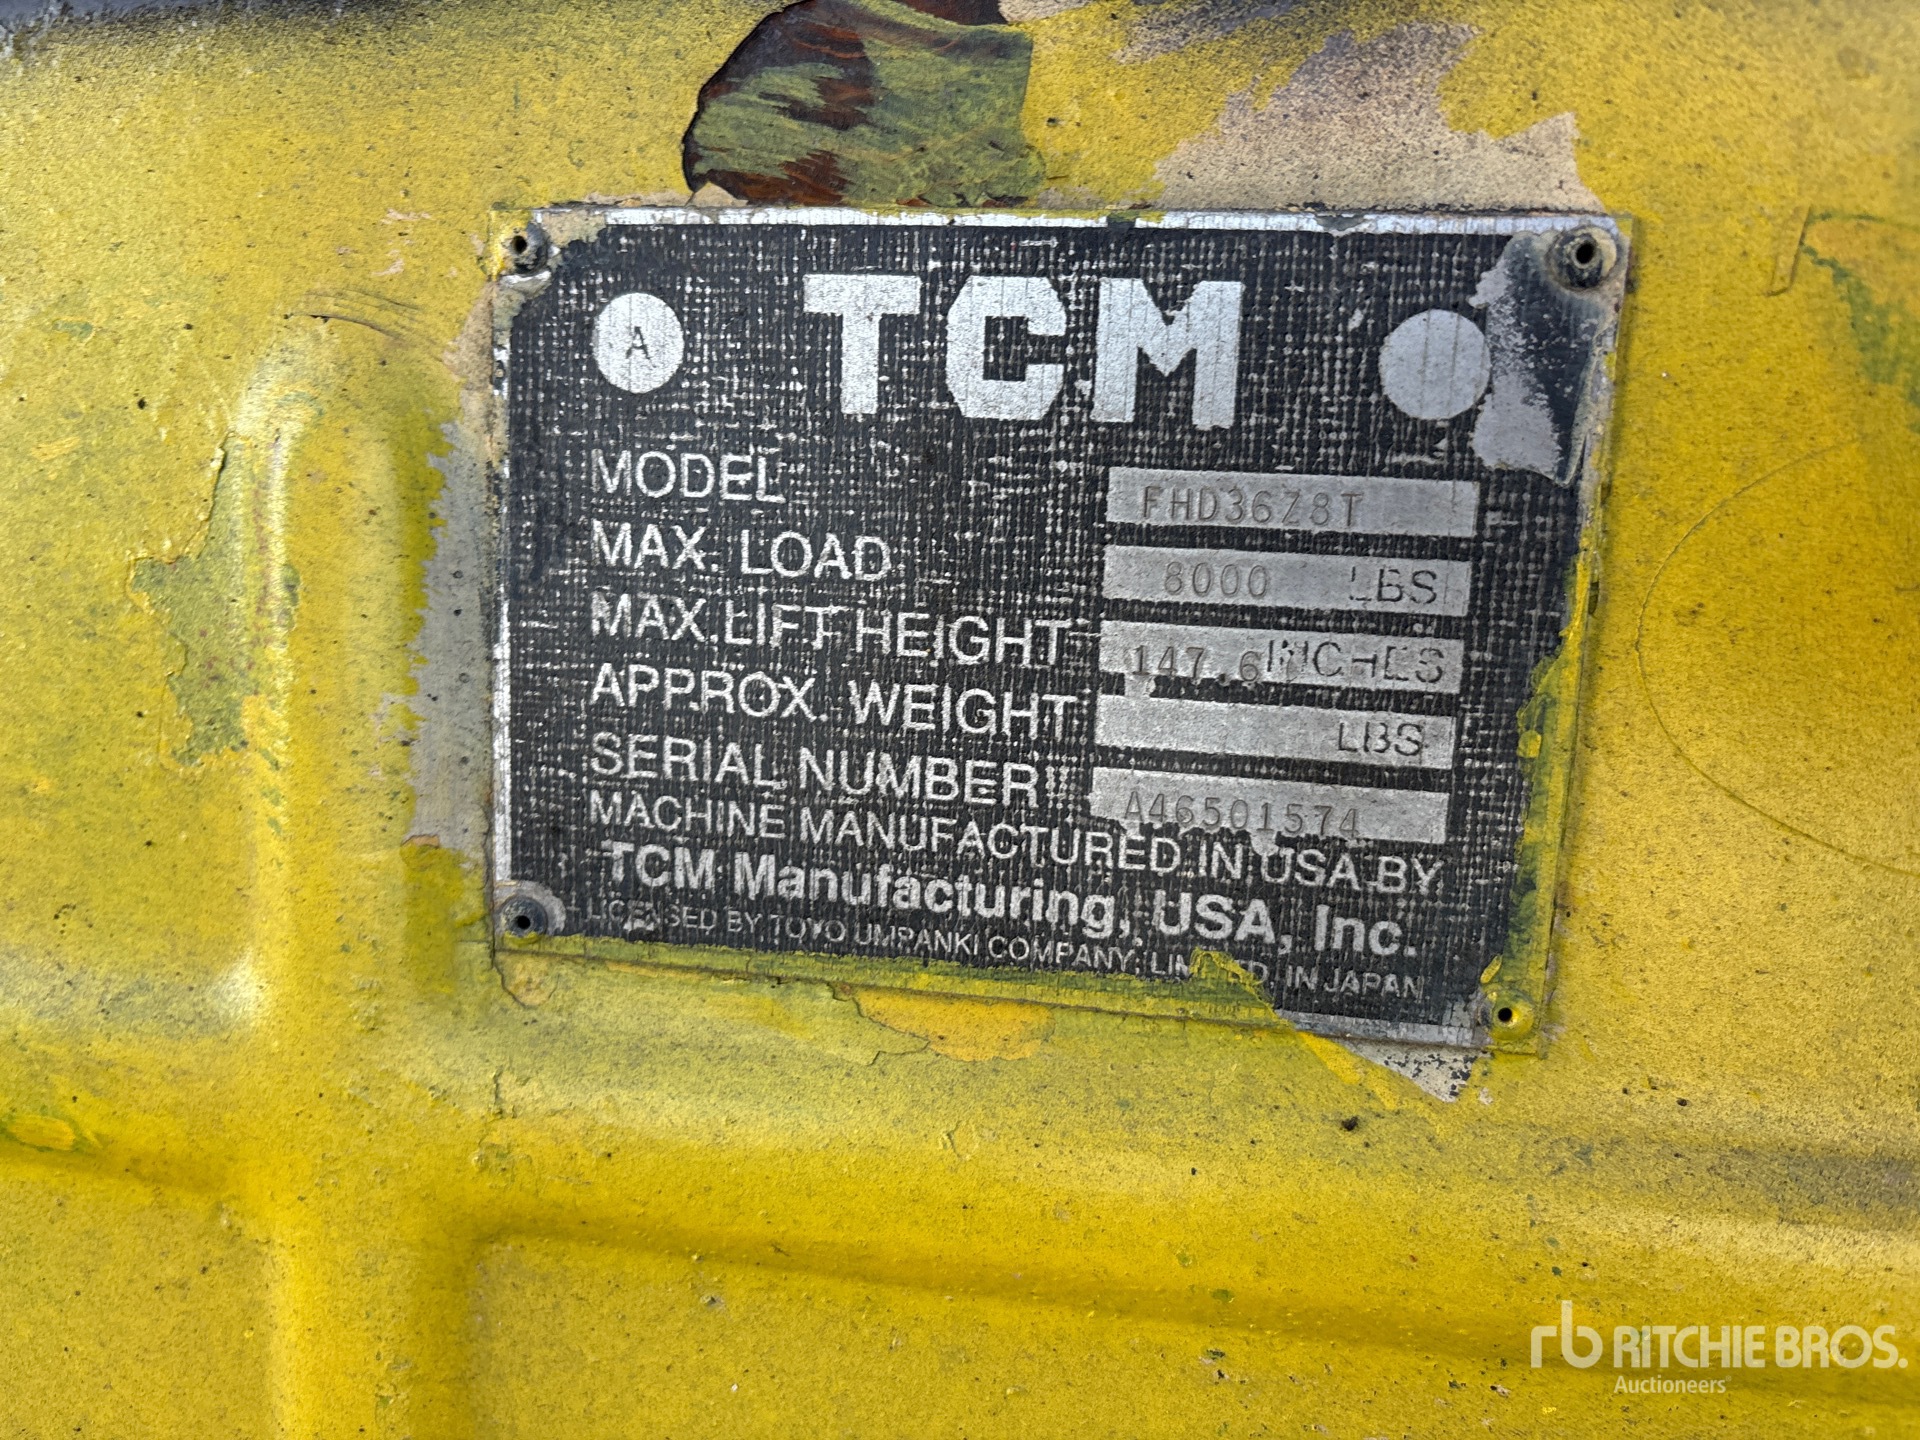 A TCM
MODEL FHD36Z8T
MAX. LOAD 8000 LBS
MAX. LIFT HEIGHT 147.6 INCHES
APPROX. WEIGHT LBS
SERIAL NUMBER A46501574
MACHINE MANUFACTURED IN USA BY
TCM Manufacturing, USA, Inc.
LICENSED BY TOYO UMPANKI COMPANY, LIMITED, IN JAPAN
rb RITCHIE BROS.
Auctioneers